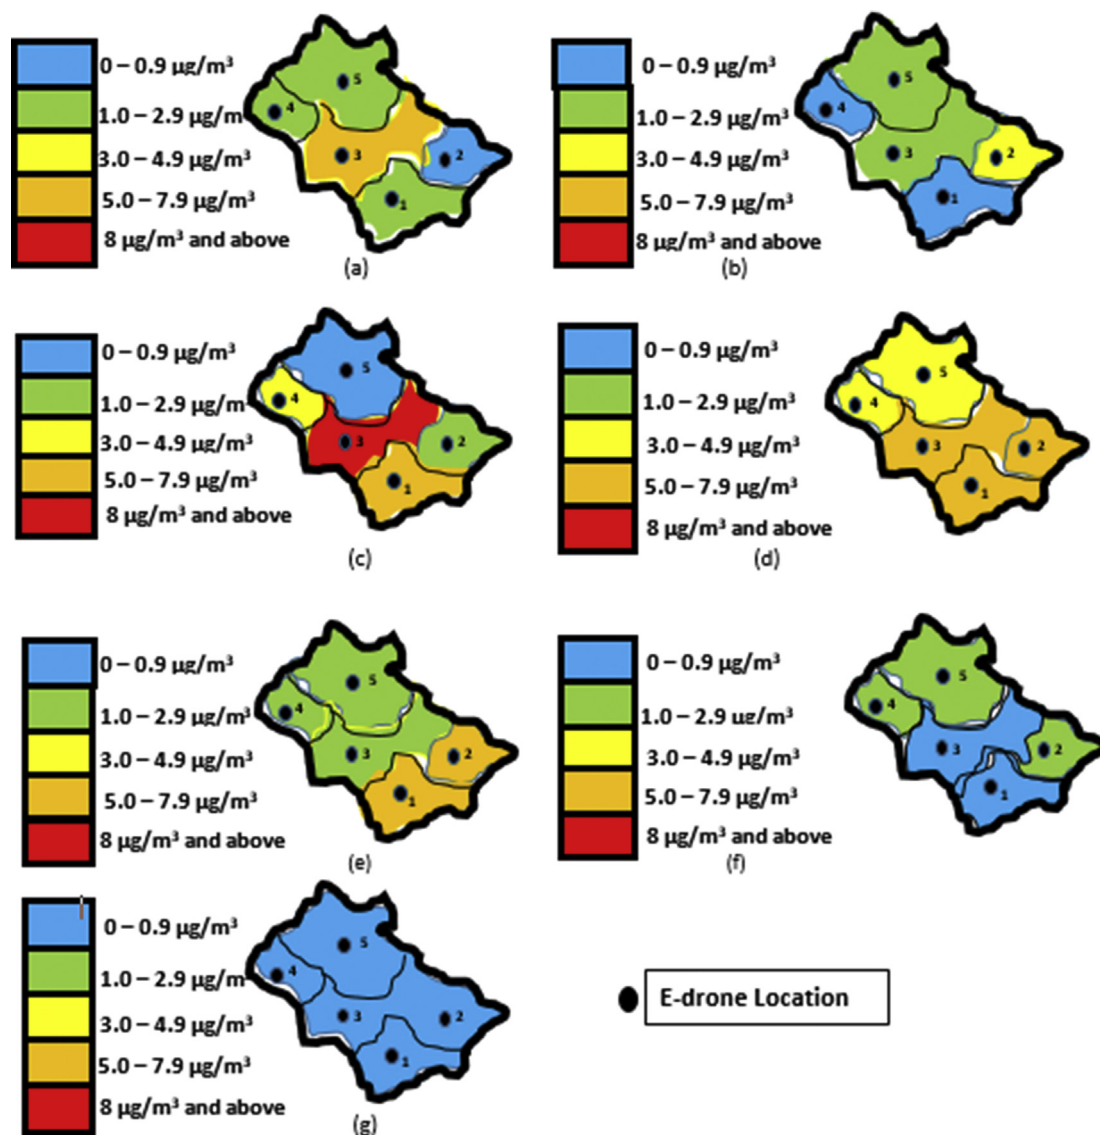 0 – 0.9 µg/m³
1.0 – 2.9 µg/m
3.0 – 4.9 µg/m³
5.0 – 7.9 µg/m³
8 µg/m³ and above
5
4
3
2
1
(a)
0 – 0.9 µg/m³
1.0 – 2.9 µg/m³
3.0 – 4.9 µg/m³
5.0 – 7.9 µg/m³
8 µg/m³ and above
5
4
3
2
1
(b)
0 – 0.9 µg/m³
1.0 – 2.9 µg/m
3.0 – 4.9 µg/m³
5.0 – 7.9 µg/m³
8 µg/m³ and above
5
4
3
2
1
(c)
0 – 0.9 µg/m³
1.0 – 2.9 µg/m³
3.0 – 4.9 µg/m³
5.0 – 7.9 µg/m³
8 µg/m³ and above
5
4
3
2
1
(d)
0 – 0.9 µg/m³
1.0 – 2.9 µg/m³
3.0 – 4.9 µg/m³
5.0 – 7.9 µg/m³
8 µg/m³ and above
5
4
3
2
1
(e)
0 – 0.9 µg/m³
1.0 – 2.9 ug/m³
3.0 – 4.9 µg/m³
5.0 – 7.9 µg/m³
8 µg/m³ and above
5
4
3
2
1
(f)
0 – 0.9 µg/m³
1.0 – 2.9 µg/m
3.0 – 4.9 µg/m³
5.0 – 7.9 µg/m³
8 µg/m³ and above
5
4
3
2
1
(g)
E-drone Location